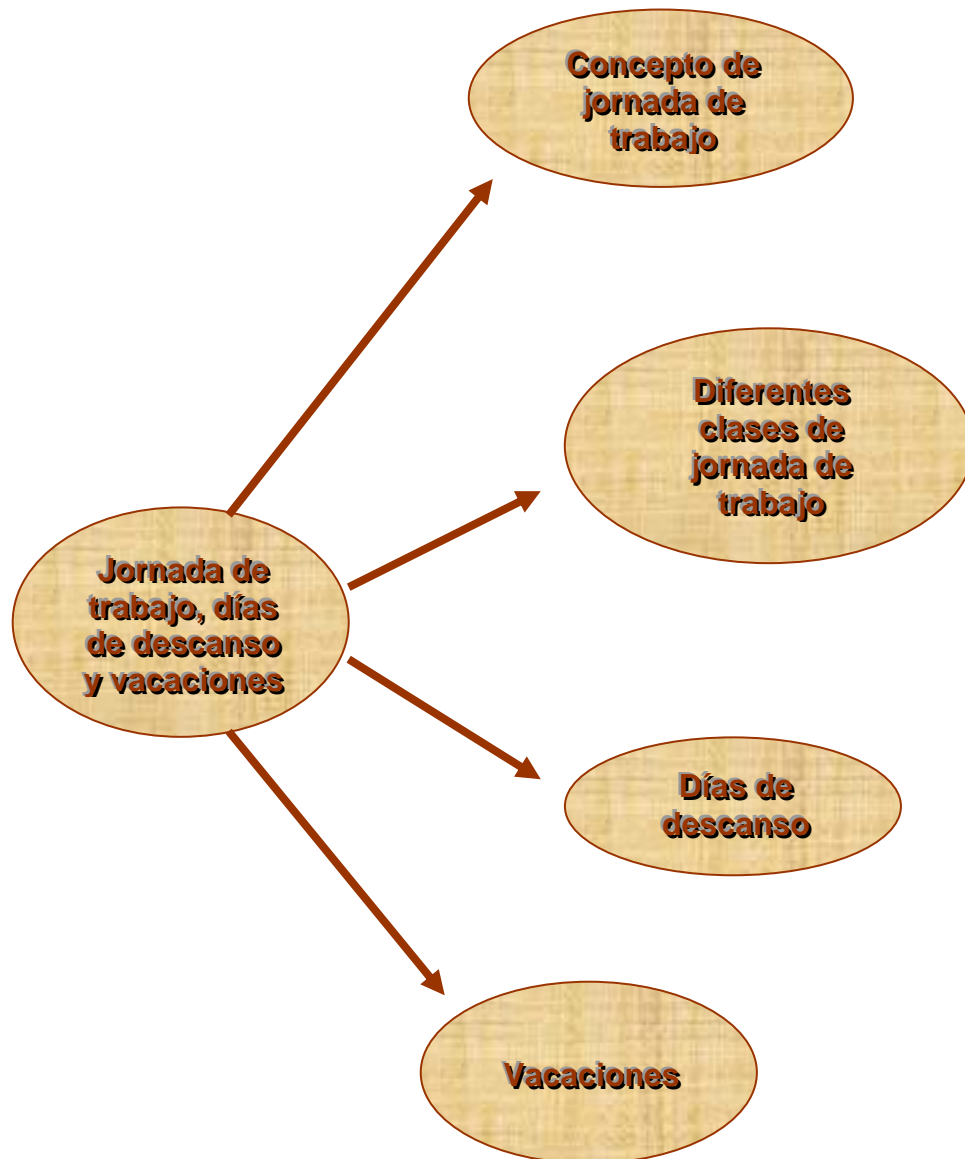 Concepto de
jornada de
trabajo
Diferentes
clases de
jornada de
trabajo
Jornada de
trabajo, días
de descanso
y vacaciones
Días de
descanso
Vacaciones